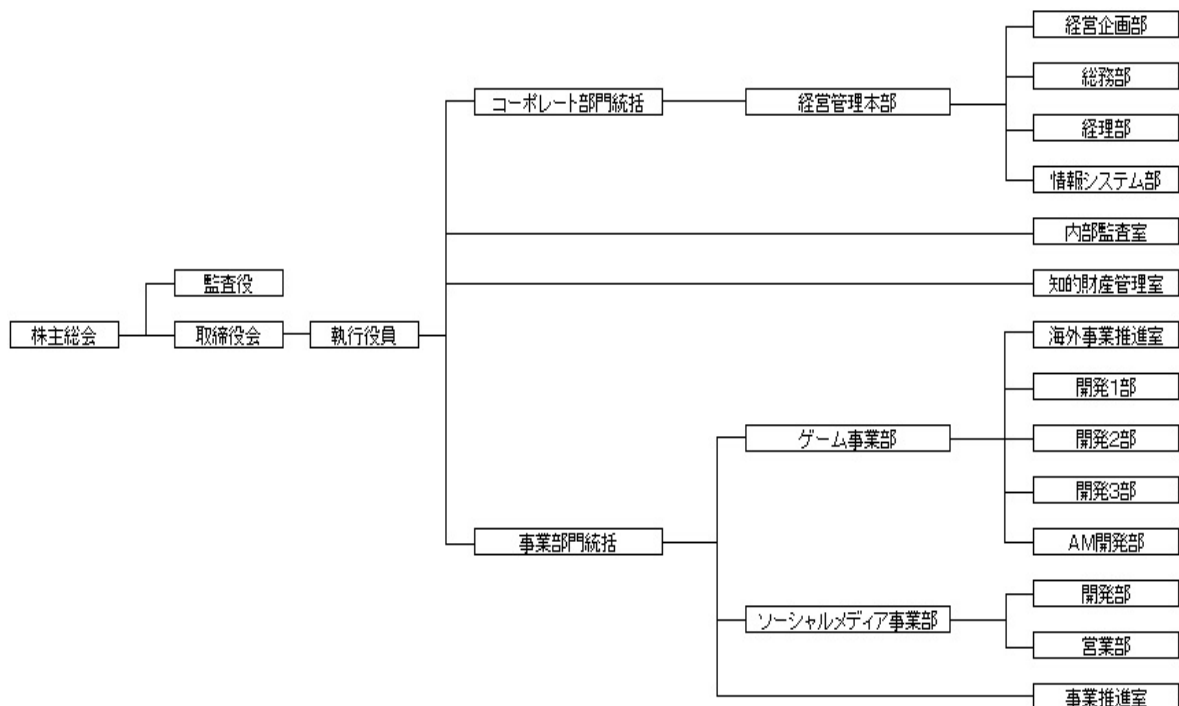 株主総会
監査役
取締役会
執行役員
コーポレート部門統括
経営管理本部
経営企画部
総務部
経理部
情報システム部
内部監査室
知的財産管理室
事業部門統括
ゲーム事業部
海外事業推進室
開発1部
開発2部
開発3部
AM開発部
ソーシャルメディア事業部
開発部
営業部
事業推進室